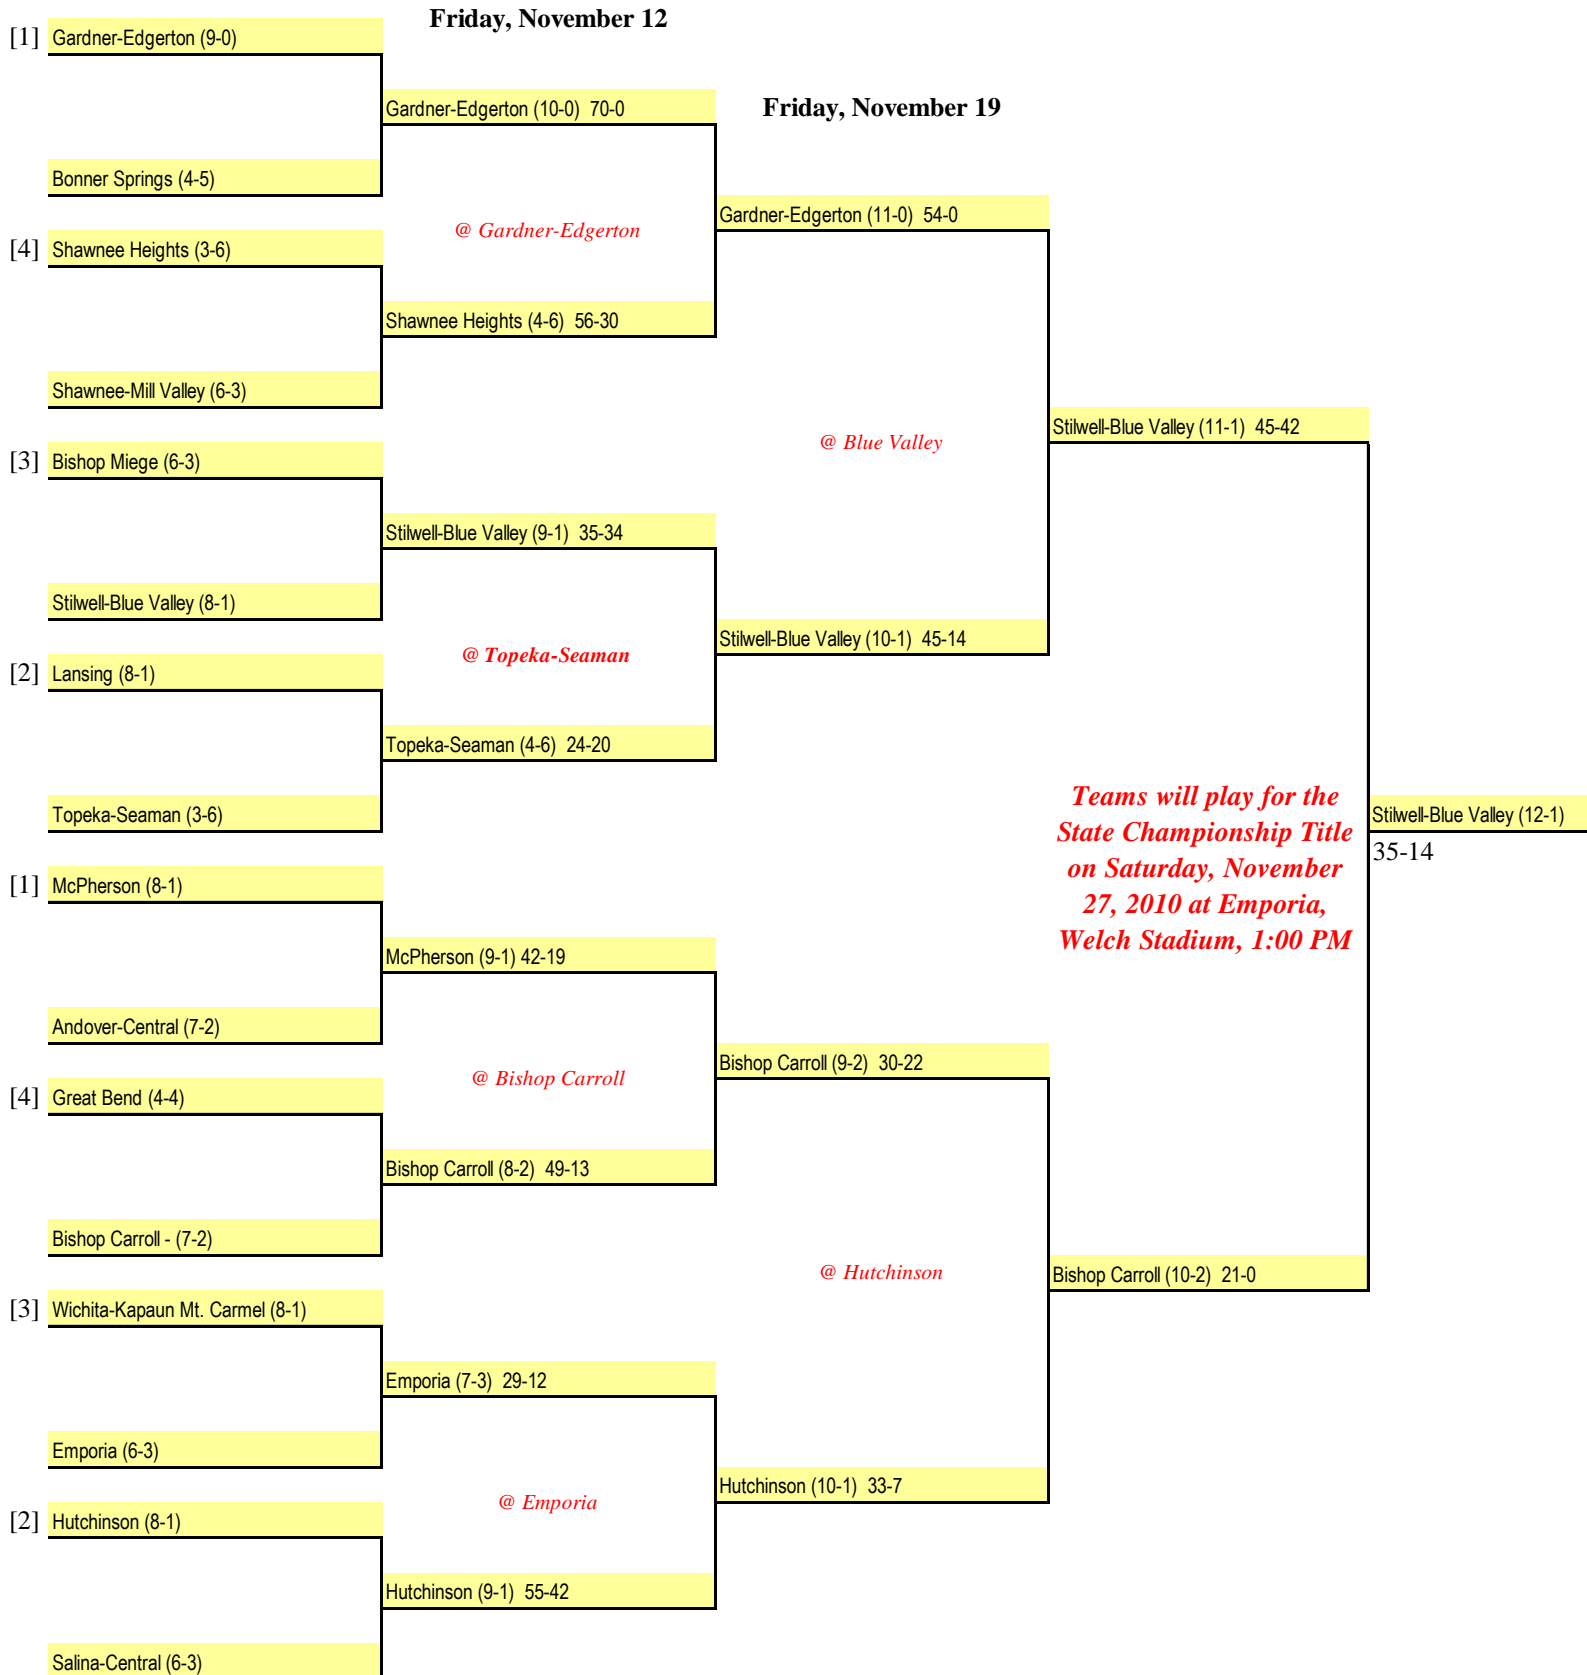 Friday, November 12
[1] Gardner-Edgerton (9-0)
Gardner-Edgerton (10-0) 70-0
Friday, November 19
Bonner Springs (4-5)
Gardner-Edgerton (11-0) 54-0
@ Gardner-Edgerton
[4] Shawnee Heights (3-6)
Shawnee Heights (4-6) 56-30
Shawnee-Mill Valley (6-3)
Stilwell-Blue Valley (11-1) 45-42
@ Blue Valley
[3] Bishop Miege (6-3)
Stilwell-Blue Valley (9-1) 35-34
Stilwell-Blue Valley (8-1)
Stilwell-Blue Valley (10-1) 45-14
@ Topeka-Seaman
[2] Lansing (8-1)
Topeka-Seaman (4-6) 24-20
Topeka-Seaman (3-6)
Teams will play for the
State Championship Title
on Saturday, November
27, 2010 at Emporia,
Welch Stadium, 1:00 PM
Stilwell-Blue Valley (12-1)
35-14
[1] McPherson (8-1)
McPherson (9-1) 42-19
Andover-Central (7-2)
Bishop Carroll (9-2) 30-22
@ Bishop Carroll
[4] Great Bend (4-4)
Bishop Carroll (8-2) 49-13
Bishop Carroll - (7-2)
@ Hutchinson
Bishop Carroll (10-2) 21-0
[3] Wichita-Kapaun Mt. Carmel (8-1)
Emporia (7-3) 29-12
Emporia (6-3)
Hutchinson (10-1) 33-7
@ Emporia
[2] Hutchinson (8-1)
Hutchinson (9-1) 55-42
Salina-Central (6-3)